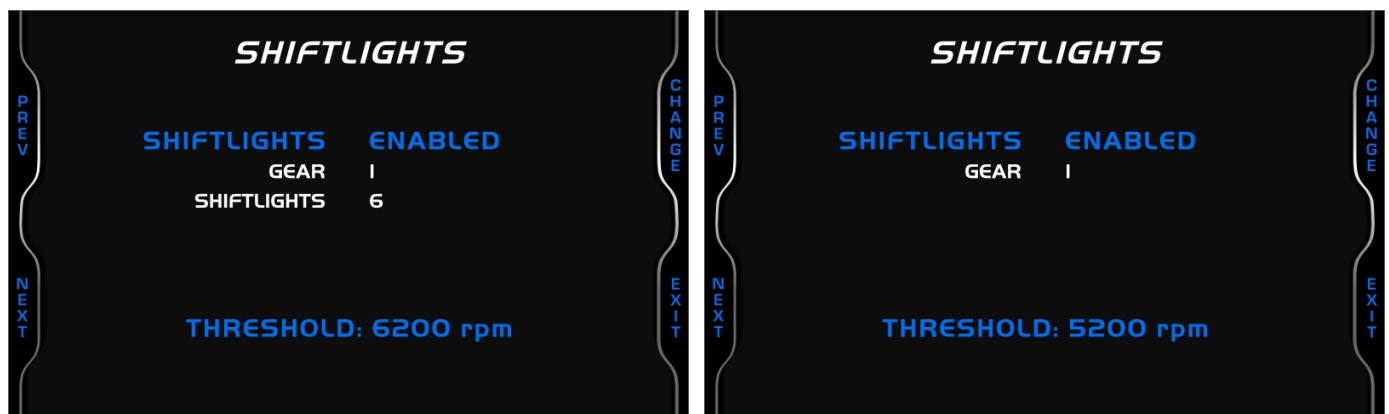 SHIFTLIGHTS
PREV
CHANGE
SHIFTLIGHTS ENABLED
GEAR 1
SHIFTLIGHTS 6
NEXT
EXIT
THRESHOLD: 6200 rpm
SHIFTLIGHTS
PREV
CHANGE
SHIFTLIGHTS ENABLED
GEAR 1
NEXT
EXIT
THRESHOLD: 5200 rpm